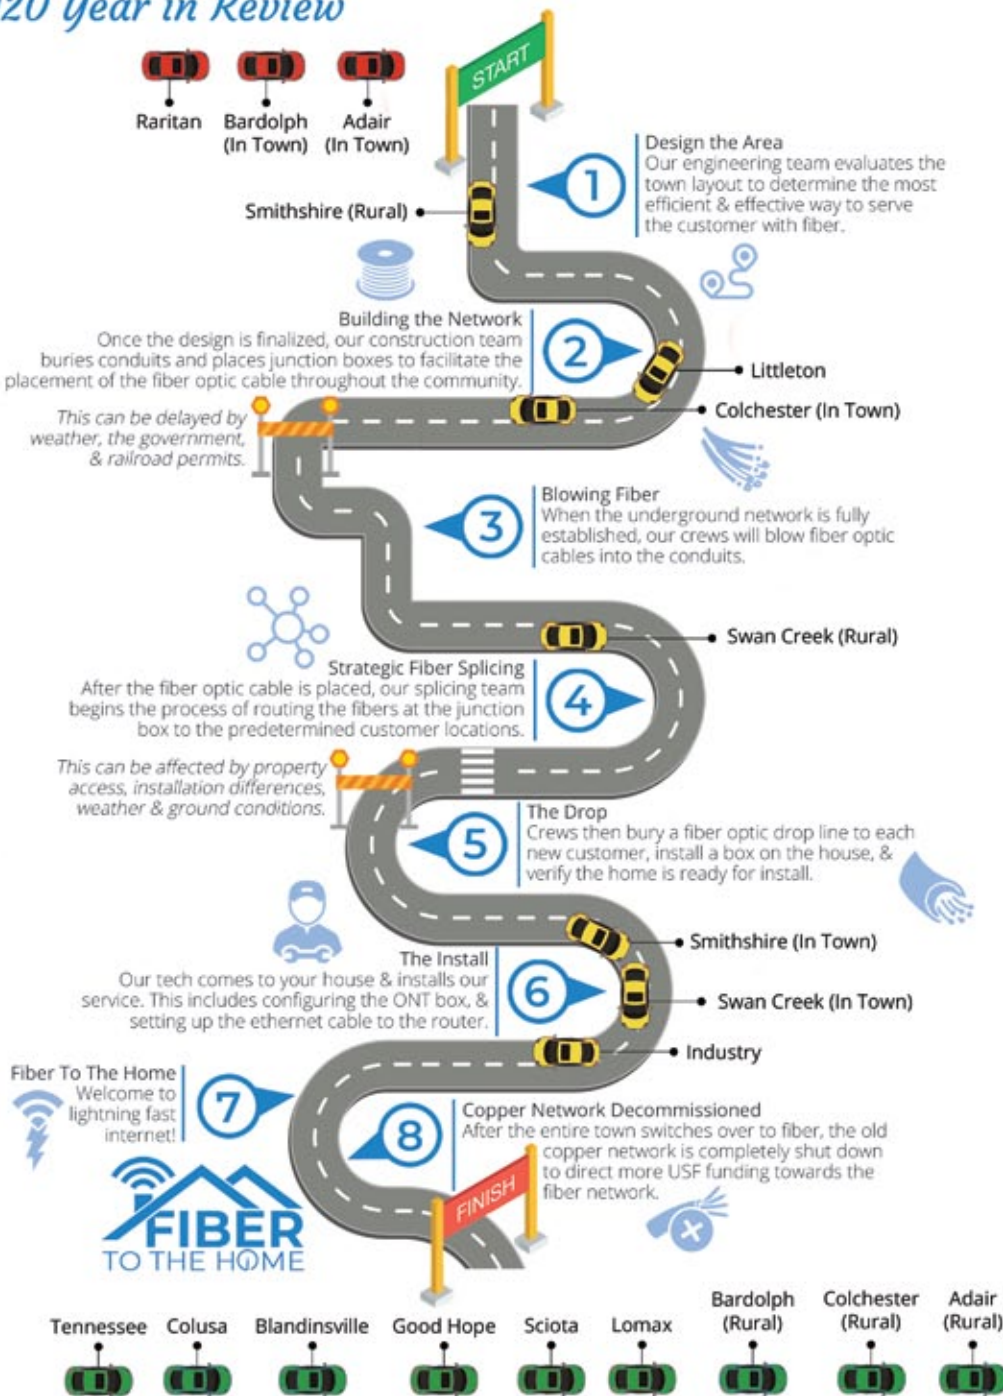 20 Year in Review
START
Raritan
Bardolph
(In Town)
Adair
(In Town)
Smithshire (Rural)
1
Design the Area
Our engineering team evaluates the
town layout to determine the most
efficient & effective way to serve
the customer with fiber.
Building the Network
Once the design is finalized, our construction team
buries conduits and places junction boxes to facilitate the
placement of the fiber optic cable throughout the community.
2
Littleton
Colchester (In Town)
This can be delayed by
weather, the government,
& railroad permits.
3
Blowing Fiber
When the underground network is fully
established, our crews will blow fiber optic
cables into the conduits.
Swan Creek (Rural)
Strategic Fiber Splicing
After the fiber optic cable is placed, our splicing team
begins the process of routing the fibers at the junction
box to the predetermined customer locations.
4
This can be affected by property
access, installation differences,
weather & ground conditions.
5
The Drop
Crews then bury a fiber optic drop line to each
new customer, install a box on the house, &
verify the home is ready for install.
Smithshire (In Town)
The Install
Our tech comes to your house & installs our
service. This includes configuring the ONT box, &
setting up the ethernet cable to the router.
6
Swan Creek (In Town)
Industry
Fiber To The Home
Welcome to
lightning fast
internet!
7
8
Copper Network Decommissioned
After the entire town switches over to fiber, the old
copper network is completely shut down
to direct more USF funding towards the
fiber network.
FINISH
FIBER
TO THE HOME
Tennessee
Colusa
Blandinsville
Good Hope
Sciota
Lomax
Bardolph
(Rural)
Colchester
(Rural)
Adair
(Rural)